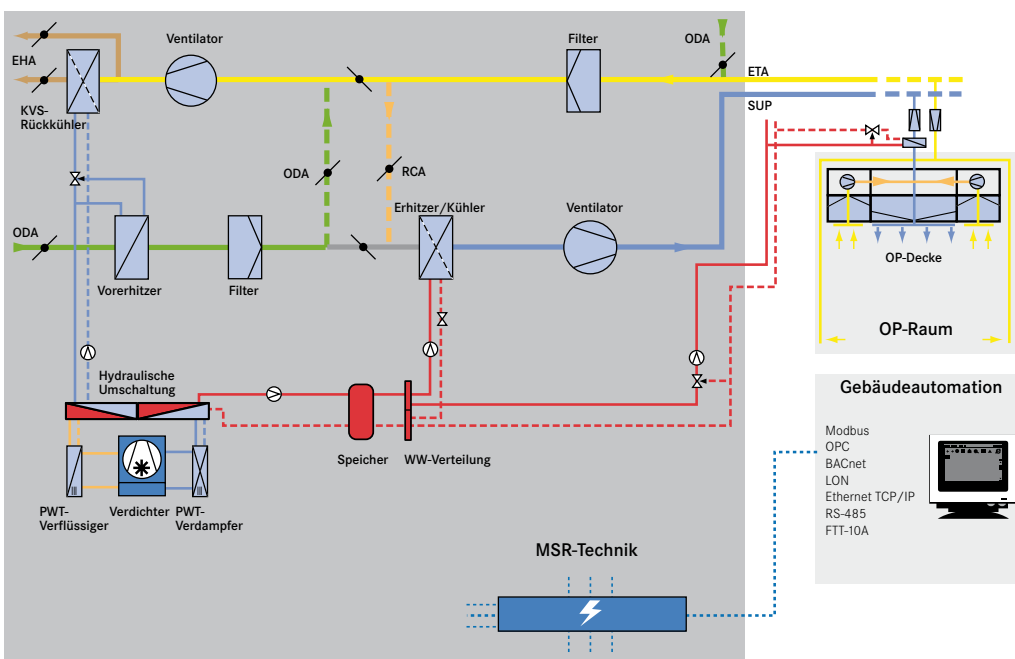 Ventilator
Filter
ODA
EHA
ETA
KVS-
Rückkühler
SUP
ODA
RCA
Erhitzer/Kühler
Ventilator
ODA
OP-Decke
Vorerhitzer
Filter
OP-Raum
Hydraulische
Umschaltung
Gebäudeautomation
Modbus
OPC
BACnet
LON
Ethernet TCP/IP
RS-485
FTT-10A
Speicher
WW-Verteilung
PWT-
Verflüssiger
Verdichter
PWT-
Verdampfer
MSR-Technik